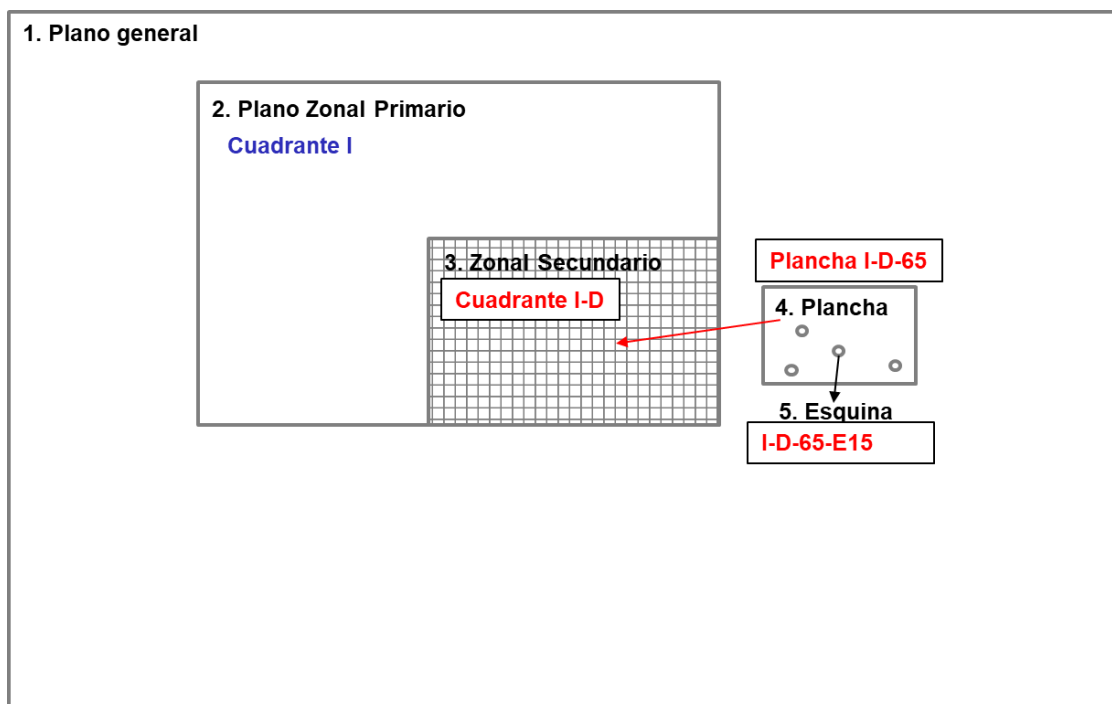 1. Plano general
2. Plano Zonal Primario
Cuadrante I
3. Zonal Secundario
Cuadrante I-D
Plancha I-D-65
4. Plancha
5. Esquina
I-D-65-E15